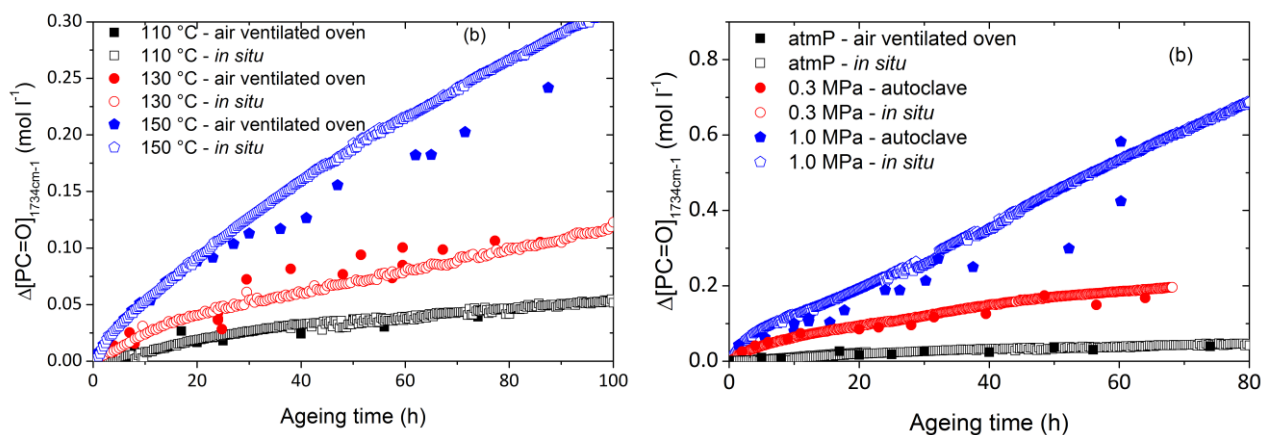 0.30
0.25
0.20
0.15
0.10
0.05
0.00
Δ[PC=O]1734cm-1 (mol l-1)
110 °C - air ventilated oven
110 °C - in situ
130 °C - air ventilated oven
130 °C - in situ
150 °C - air ventilated oven
150 °C - in situ
(b)
0 20 40 60 80 100
Ageing time (h)
0.8
0.6
0.4
0.2
0.0
Δ[PC=O]1734cm-1 (mol l-1)
atmP - air ventilated oven
atmP - in situ
0.3 MPa - autoclave
0.3 MPa - in situ
1.0 MPa - autoclave
1.0 MPa - in situ
(b)
0 20 40 60 80
Ageing time (h)